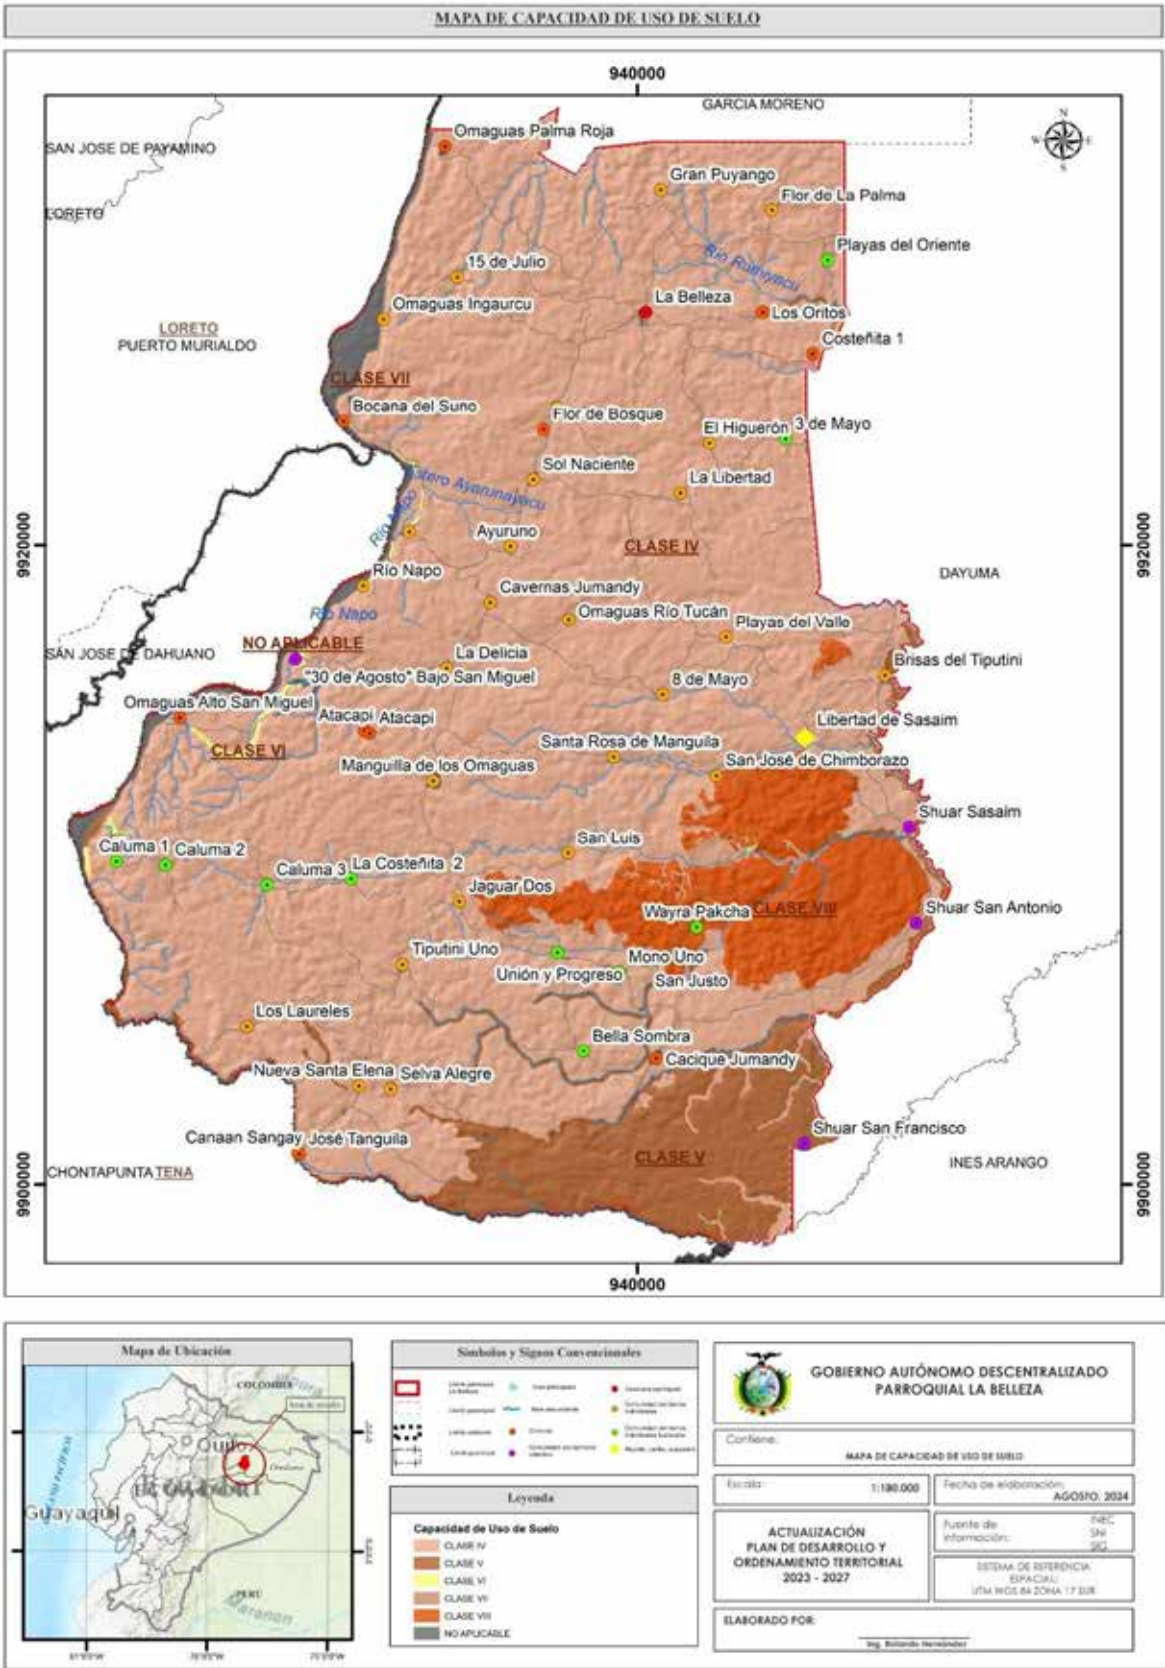 MAPA DE CAPACIDAD DE USO DE SUELO
940000
GARCIA MORENO
SAN JOSE DE PAYAMINO
Omaguas Palma Roja
N
W
E
S
Gran Puyango
Flor de La Palma
LORETO
Playas del Oriente
Río Ruthiyacu
15 de Julio
La Belleza
Omaguas Ingaurcu
Los Oritos
LORETO
PUERTO MURIALDO
Costeñita 1
CLASE VII
Bocana del Suno
Flor de Bosque
El Higuerón
3 de Mayo
Sol Naciente
La Libertad
Estero Ayarunayacu
Río Napo
Ayuruno
CLASE IV
9920000
9920000
DAYUMA
Río Napo
Cavernas Jumandy
Río Napo
Omaguas Río Tucán
Playas del Valle
NO APLICABLE
SAN JOSE DE DAHUANO
La Delicia
Brisas del Tiputini
"30 de Agosto" Bajo San Miguel
8 de Mayo
Omaguas Alto San Miguel
Atacapi
Atacapi
Libertad de Sasaim
CLASE VI
Santa Rosa de Manguila
San José de Chimborazo
Manguilla de los Omaguas
Shuar Sasaim
Caluma 1
Caluma 2
San Luis
Caluma 3
La Costeñita 2
Jaguar Dos
Wayra Pakcha
CLASE VIII
Shuar San Antonio
Tiputini Uno
Mono Uno
Unión y Progreso
San Justo
Los Laureles
Bella Sombra
Cacique Jumandy
Nueva Santa Elena
Selva Alegre
Shuar San Francisco
Canaan Sangay
José Tanguila
CLASE V
CHONTAPUNTA
TENA
INES ARANGO
9900000
9900000
940000
Mapa de Ubicación
COLOMBIA
Quito
ECUADOR
Guayaquil
PERÚ
Símbolos y Signos Convencionales
Leyenda
Capacidad de Uso de Suelo
CLASE IV
CLASE V
CLASE VI
CLASE VII
CLASE VIII
NO APLICABLE
GOBIERNO AUTÓNOMO DESCENTRALIZADO
PARROQUIAL LA BELLEZA
Contiene:
MAPA DE CAPACIDAD DE USO DE SUELO
Escala:
1:180.000
Fecha de elaboración:
AGOSTO, 2024
ACTUALIZACIÓN
PLAN DE DESARROLLO Y
ORDENAMIENTO TERRITORIAL
2023 - 2027
Fuente de
información:
INEC
SNI
SIG
SISTEMA DE REFERENCIA
ESPACIAL:
UTM WGS 84 ZONA 17 SUR
ELABORADO POR:
Ing. Rolando Hernández